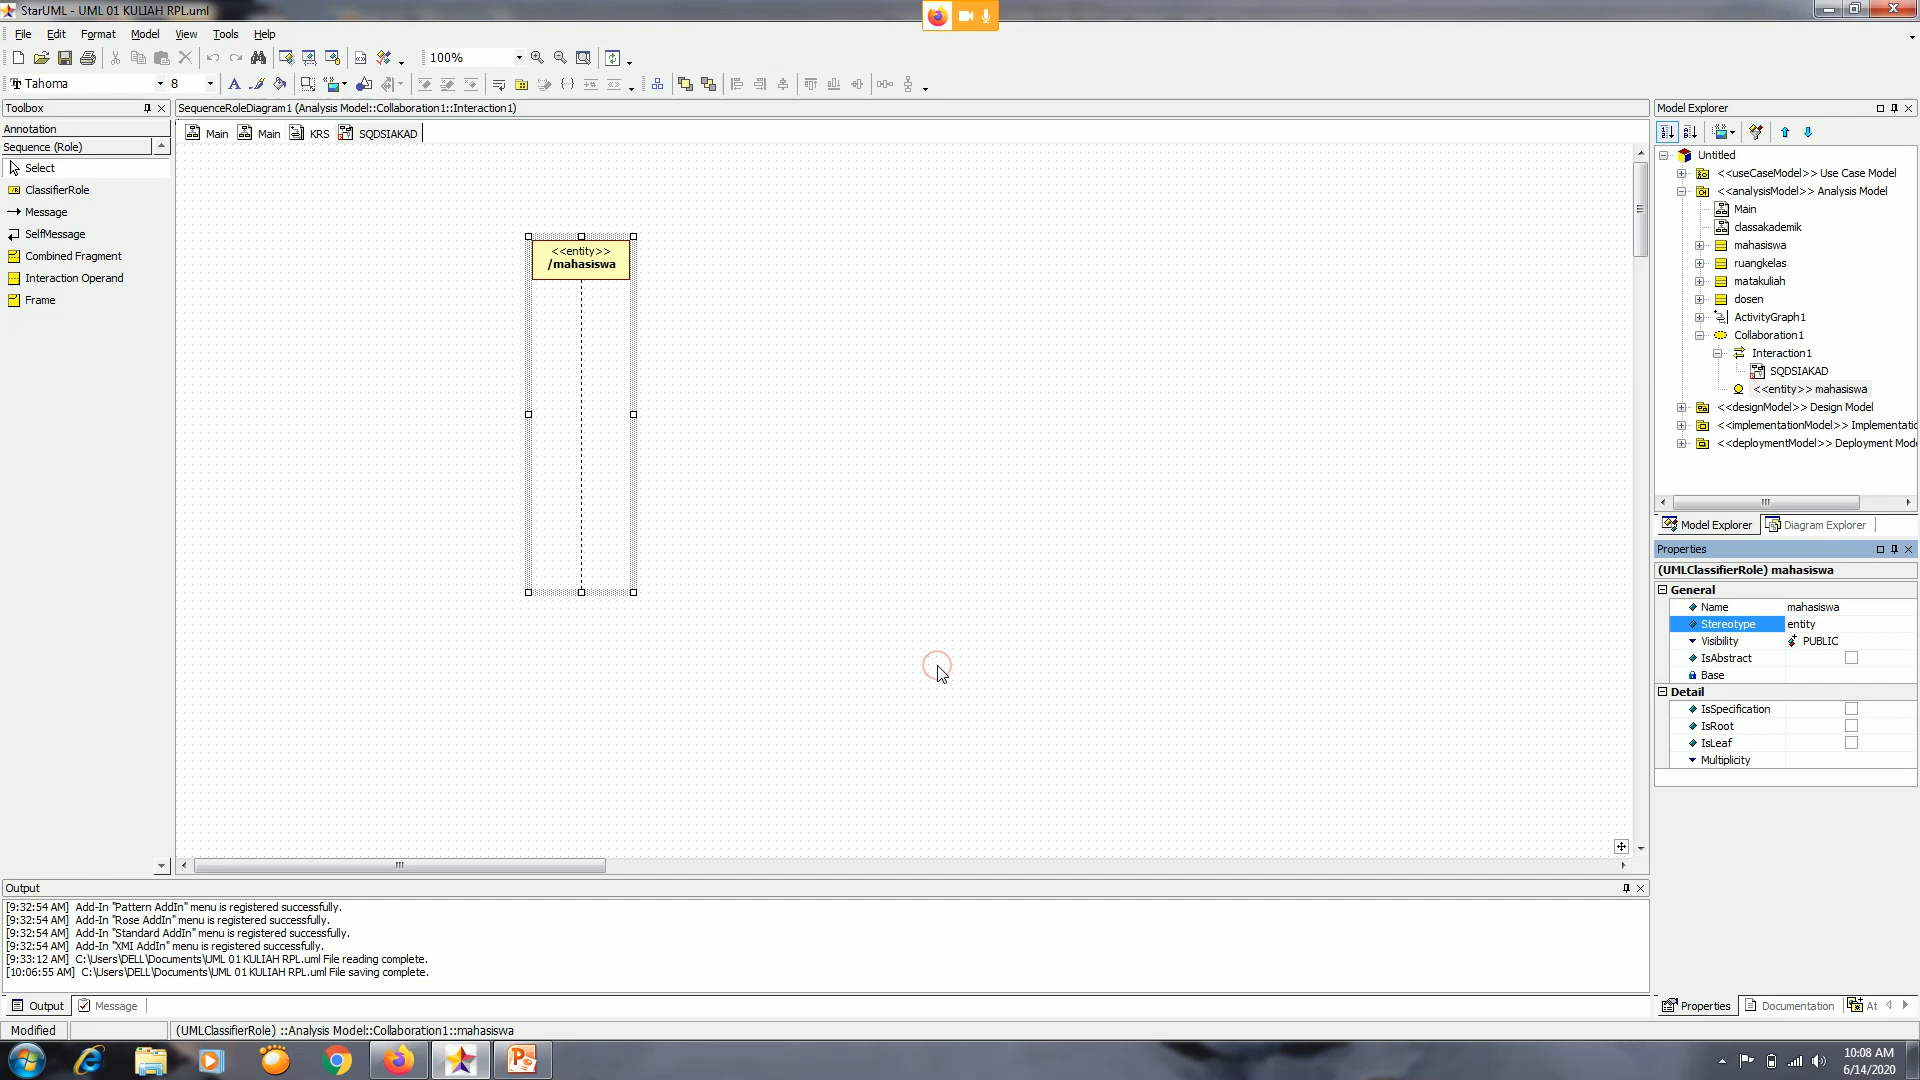 StarUML - UML 01 KULIAH RPL.uml
File Edit Format Model View Tools Help
100%
Tahoma 8
Toolbox
SequenceRoleDiagram1 (Analysis Model::Collaboration1::Interaction1)
Main Main KRS SQDSIAKAD
Annotation
Sequence (Role)
Select
ClassifierRole
Message
SelfMessage
Combined Fragment
Interaction Operand
Frame
<<entity>>
/mahasiswa
Model Explorer
Untitled
<<useCaseModel>> Use Case Model
<<analysisModel>> Analysis Model
Main
classakademik
mahasiswa
ruangkelas
matakuliah
dosen
ActivityGraph1
Collaboration1
Interaction1
SQDSIAKAD
<<entity>> mahasiswa
<<designModel>> Design Model
<<implementationModel>> Implementatic
<<deploymentModel>> Deployment Mode
Model Explorer Diagram Explorer
Properties
(UMLClassifierRole) mahasiswa
General
Name mahasiswa
Stereotype entity
Visibility PUBLIC
IsAbstract
Base
Detail
IsSpecification
IsRoot
IsLeaf
Multiplicity
Properties Documentation At
Output
[9:32:54 AM] Add-In "Pattern AddIn" menu is registered successfully.
[9:32:54 AM] Add-In "Rose AddIn" menu is registered successfully.
[9:32:54 AM] Add-In "Standard AddIn" menu is registered successfully.
[9:32:54 AM] Add-In "XMI AddIn" menu is registered successfully.
[9:33:12 AM] C:\Users\DELL\Documents\UML 01 KULIAH RPL.uml File reading complete.
[10:06:55 AM] C:\Users\DELL\Documents\UML 01 KULIAH RPL.uml File saving complete.
Output Message
Modified (UMLClassifierRole) ::Analysis Model::Collaboration1::mahasiswa
10:08 AM
6/14/2020